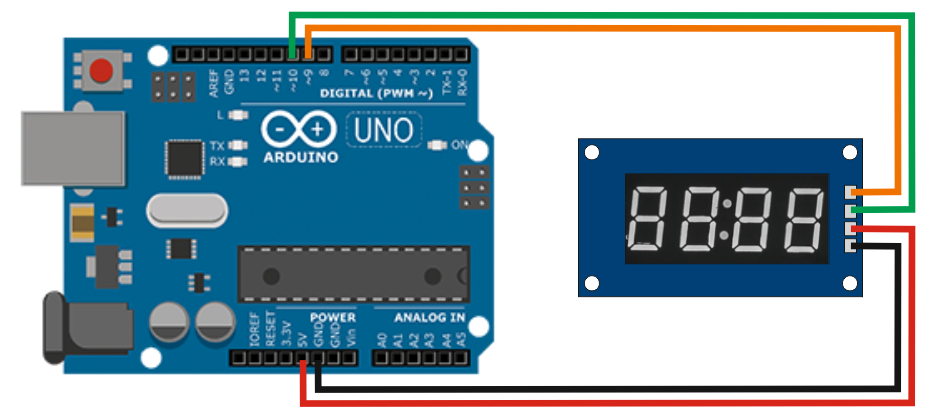 AREF
GND
13
12
~11
~10
~9
8
7
~6
~5
4
~3
2
TX-1
RX-0
DIGITAL (PWM ~)
L
TX
RX
ARDUINO
UNO
ON
POWER
ANALOG IN
IOREF
RESET
3.3V
5V
GND
GND
Vin
A0
A1
A2
A3
A4
A5
88:88